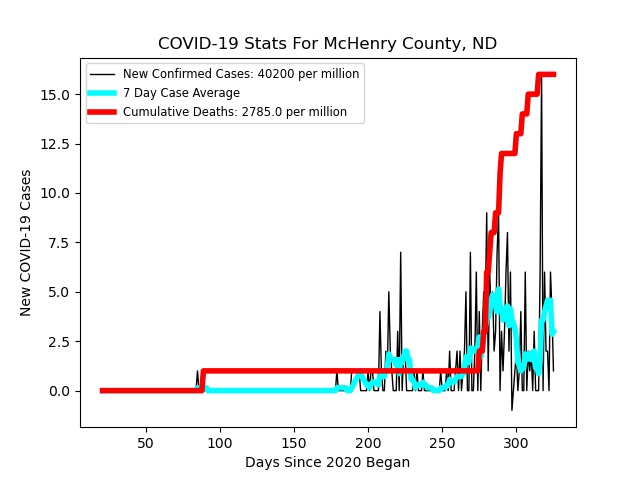 COVID-19 Stats For McHenry County, ND
New Confirmed Cases: 40200 per million
7 Day Case Average
Cumulative Deaths: 2785.0 per million
New COVID-19 Cases
15.0
12.5
10.0
7.5
5.0
2.5
0.0
50 100 150 200 250 300
Days Since 2020 Began